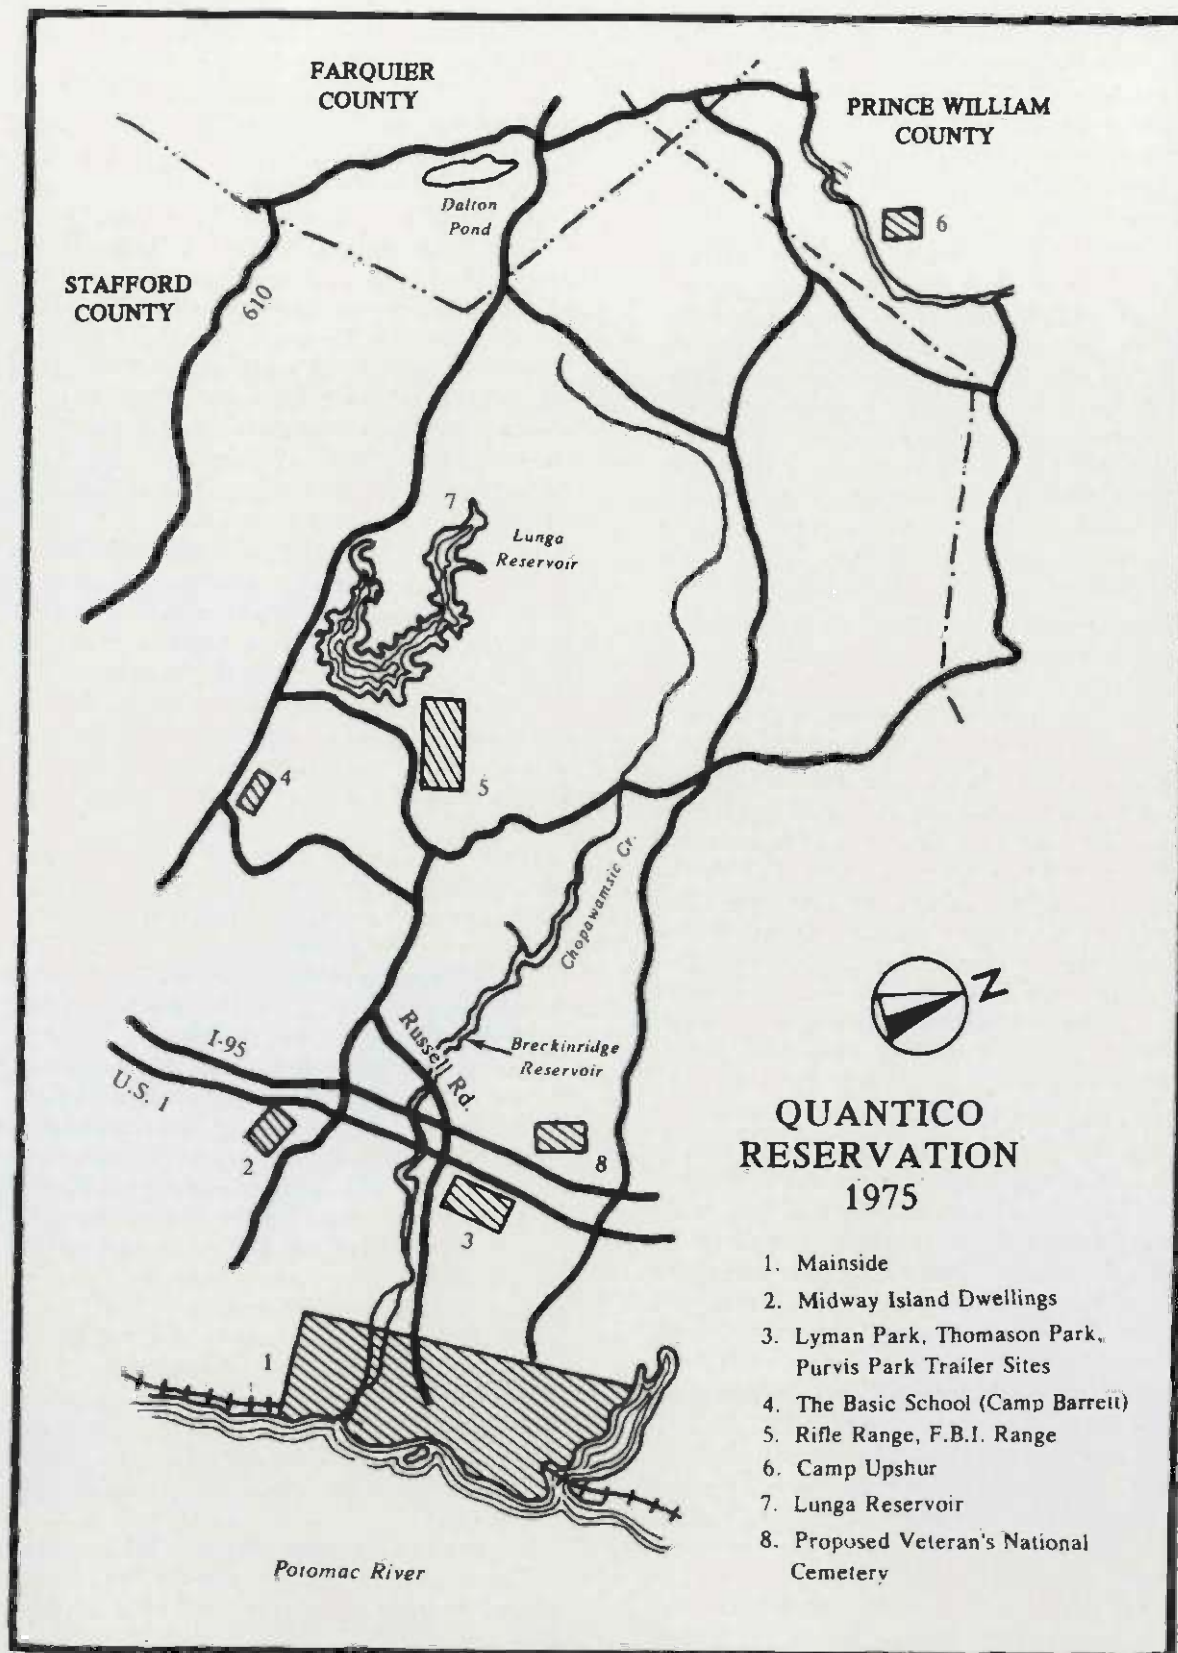 FARQUIER
COUNTY
PRINCE WILLIAM
COUNTY
Dalton
Pond
6
STAFFORD
COUNTY
610
7
Lunga
Reservoir
4
5
Chopawamsic Cr.
N
I-95
Russell Rd.
Breckinridge
Reservoir
U.S. 1
2
8
3
QUANTICO
RESERVATION
1975
1
1. Mainside
2. Midway Island Dwellings
3. Lyman Park, Thomason Park,
Purvis Park Trailer Sites
4. The Basic School (Camp Barrett)
5. Rifle Range, F.B.I. Range
6. Camp Upshur
7. Lunga Reservoir
8. Proposed Veteran's National
Cemetery
Potomac River